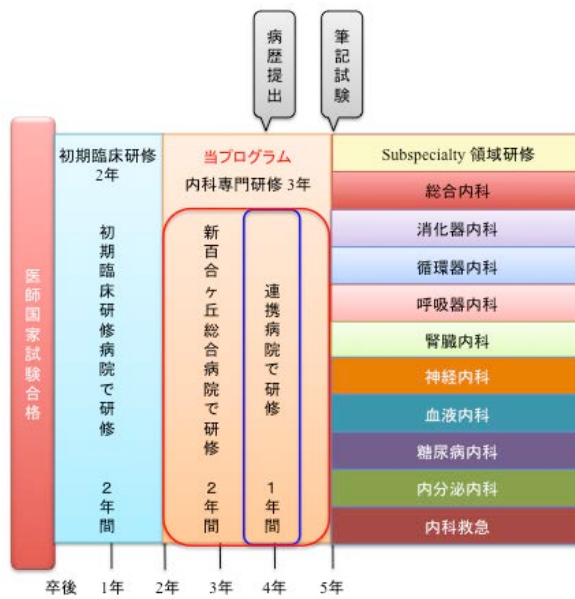 病歴提出
筆記試験
医師国家試験合格
初期臨床研修
2年
初期臨床研修病院で研修 2年間
当プログラム
内科専門研修 3年
新百合ヶ丘総合病院で研修 2年間
連携病院で研修 1年間
Subspecialty 領域研修
総合内科
消化器内科
循環器内科
呼吸器内科
腎臓内科
神経内科
血液内科
糖尿病内科
内分泌内科
内科救急
卒後 1年 2年 3年 4年 5年